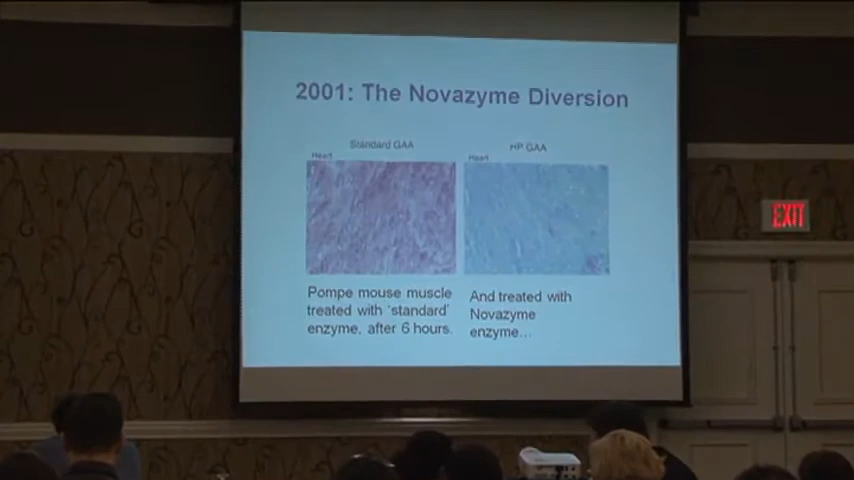 2001: The Novazyme Diversion
Standard GAA
HP GAA
Heart
Heart
Pompe mouse muscle
treated with 'standard'
enzyme, after 6 hours.
And treated with
Novazyme
enzyme…
EXIT